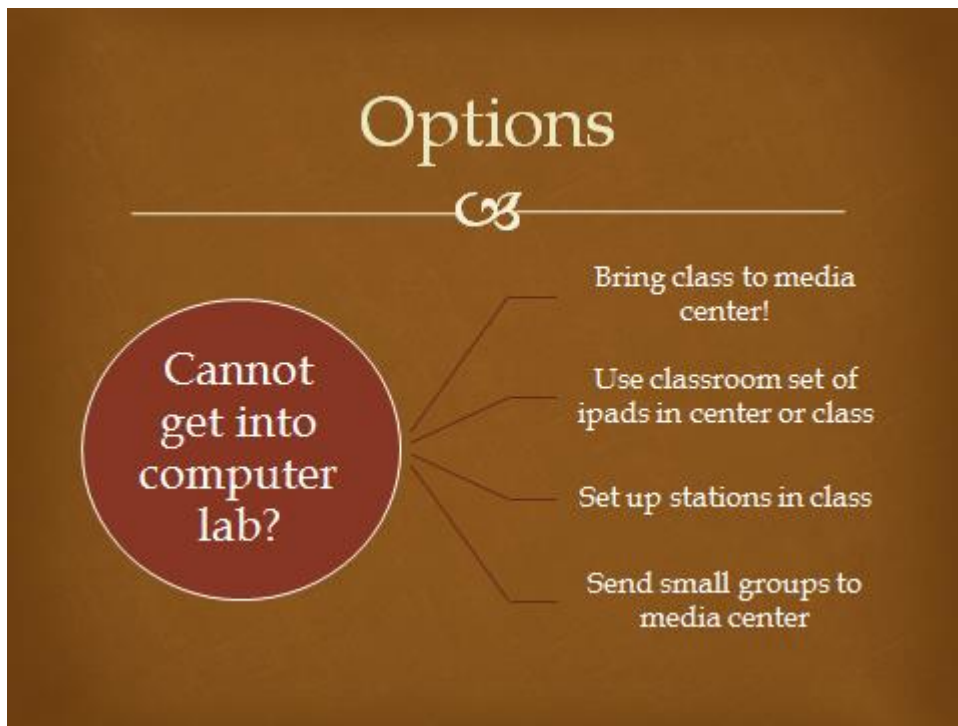 Options
Cannot
get into
computer
lab?
Bring class to media
center!
Use classroom set of
ipads in center or class
Set up stations in class
Send small groups to
media center